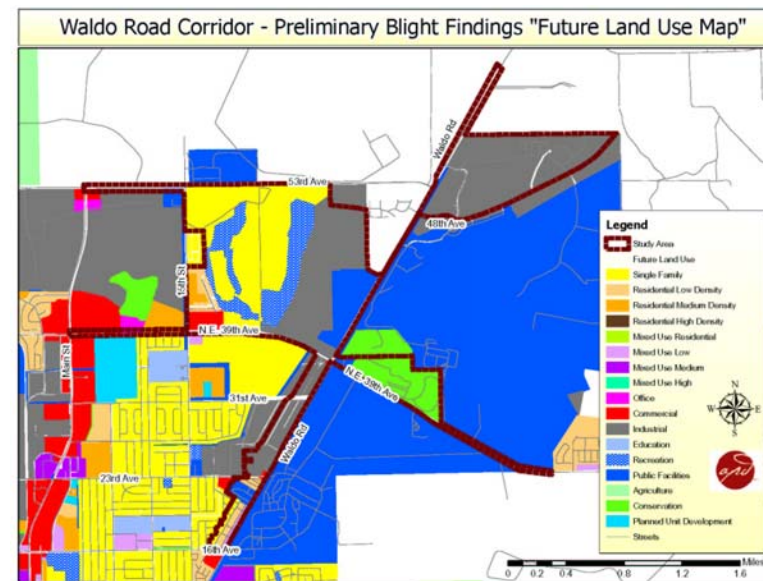 Waldo Road Corridor - Preliminary Blight Findings "Future Land Use Map"
Waldo Rd
53rd Ave
48th Ave
15th St
N.E. 39th Ave
Main St
31st Ave
N.E. 39th Ave
Waldo Rd
23rd Ave
16th Ave
Legend
Study Area
Future Land Use
Single Family
Residential Low Density
Residential Medium Density
Residential High Density
Mixed Use Residential
Mixed Use Low
Mixed Use Medium
Mixed Use High
Office
Commercial
Industrial
Education
Recreation
Public Facilities
Agriculture
Conservation
Planned Unit Development
Streets
N
W E
S
Miles
0 0.2 0.4 0.8 1.2 1.6